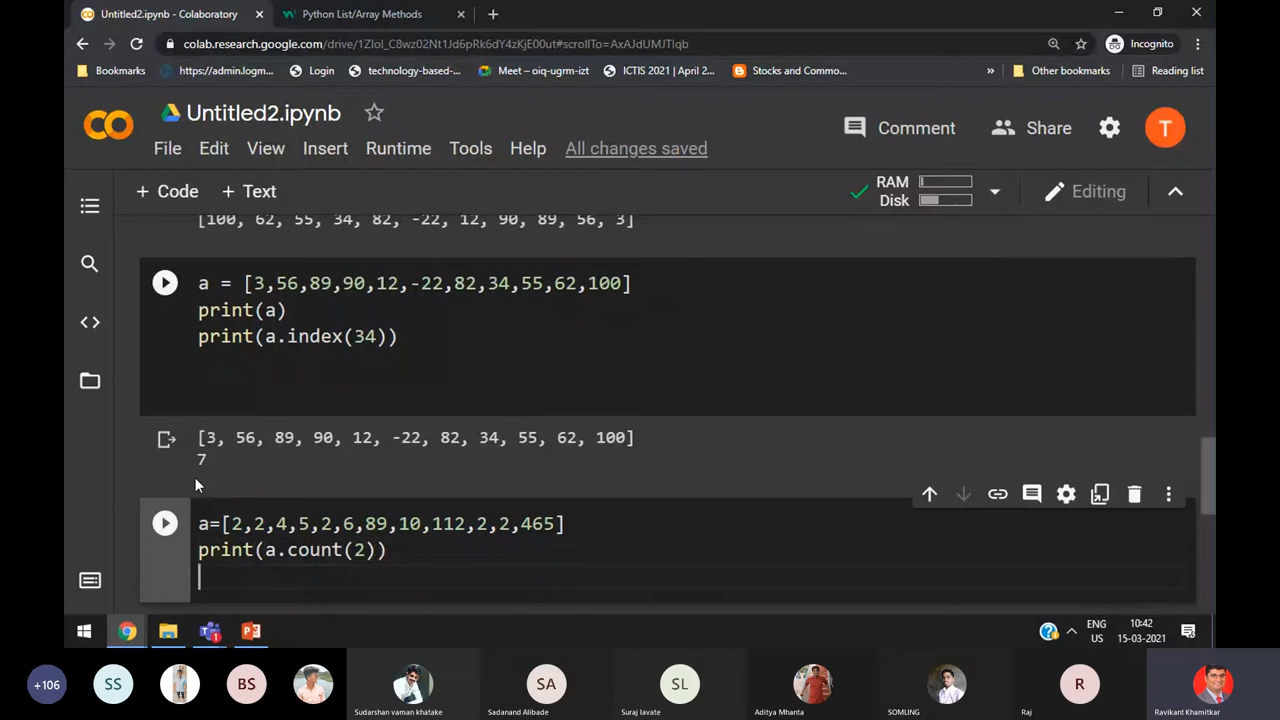 Untitled2.ipynb - Colaboratory
Python List/Array Methods
colab.research.google.com/drive/1ZIoI_C8wz02Nt1Jd6pRk6dY4zKjE00ut#scrollTo=AxAJdUMJTlqb
Incognito
Bookmarks
https://admin.logm...
Login
technology-based-...
Meet – oiq-ugrm-izt
ICTIS 2021 | April 2...
Stocks and Commo...
»
Other bookmarks
Reading list
CO
Untitled2.ipynb
Comment
Share
T
File Edit View Insert Runtime Tools Help All changes saved
+ Code + Text
RAM
Disk
Editing
[100, 62, 55, 34, 82, -22, 12, 90, 89, 56, 3]
a = [3,56,89,90,12,-22,82,34,55,62,100]
print(a)
print(a.index(34))
[3, 56, 89, 90, 12, -22, 82, 34, 55, 62, 100]
7
a=[2,2,4,5,2,6,89,10,112,2,2,465]
print(a.count(2))
ENG
US
10:42
15-03-2021
1
+106
SS
BS
SA
SL
R
Sudarshan vaman khatake
Sadanand Alibade
Suraj lavate
Aditya Mhanta
SOMLING
Raj
Ravikant Khamitkar